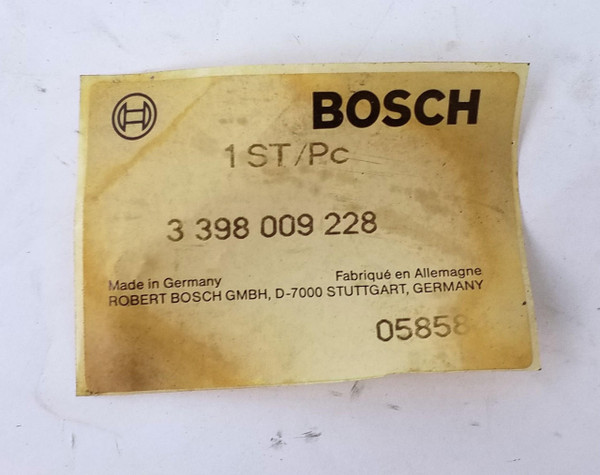 BOSCH
1 ST/Pc
3 398 009 228
Made in Germany Fabriqué en Allemagne
ROBERT BOSCH GMBH, D-7000 STUTTGART, GERMANY